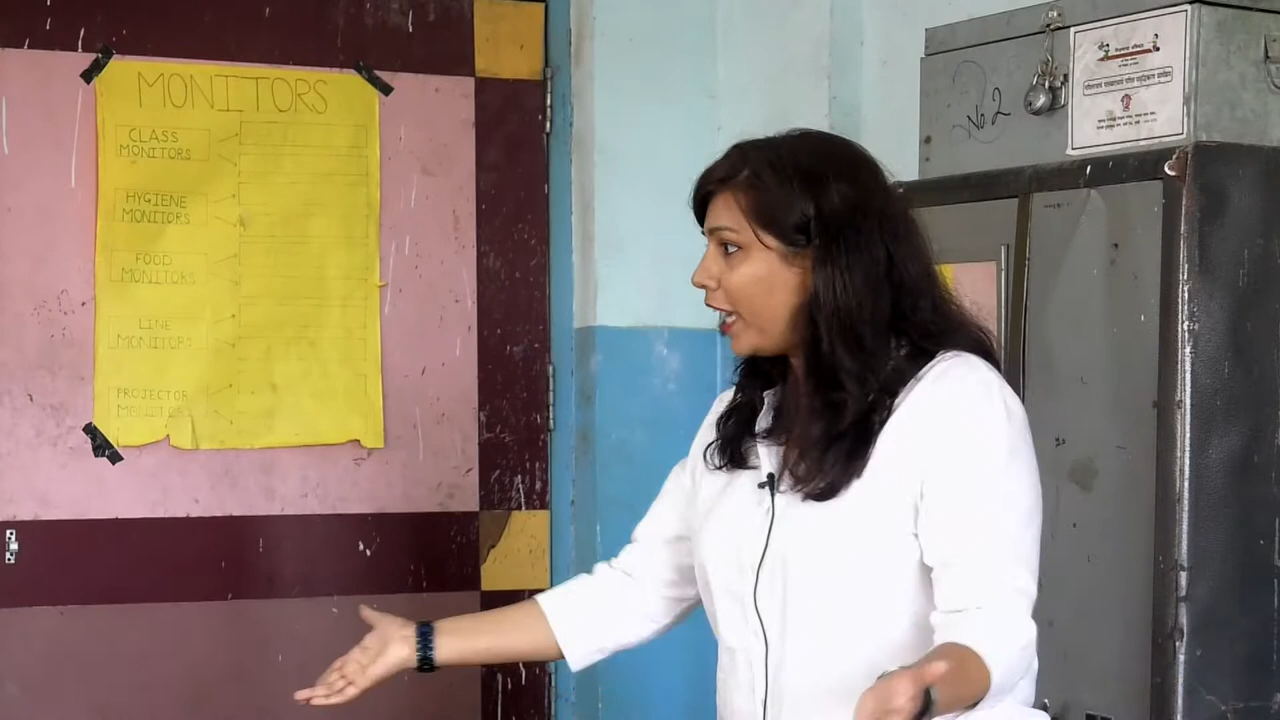 MONITORS
CLASS
MONITORS
HYGIENE
MONITORS
FOOD
MONITORS
LINE
MONITORS
PROJECTOR
MONITORS
No. 2